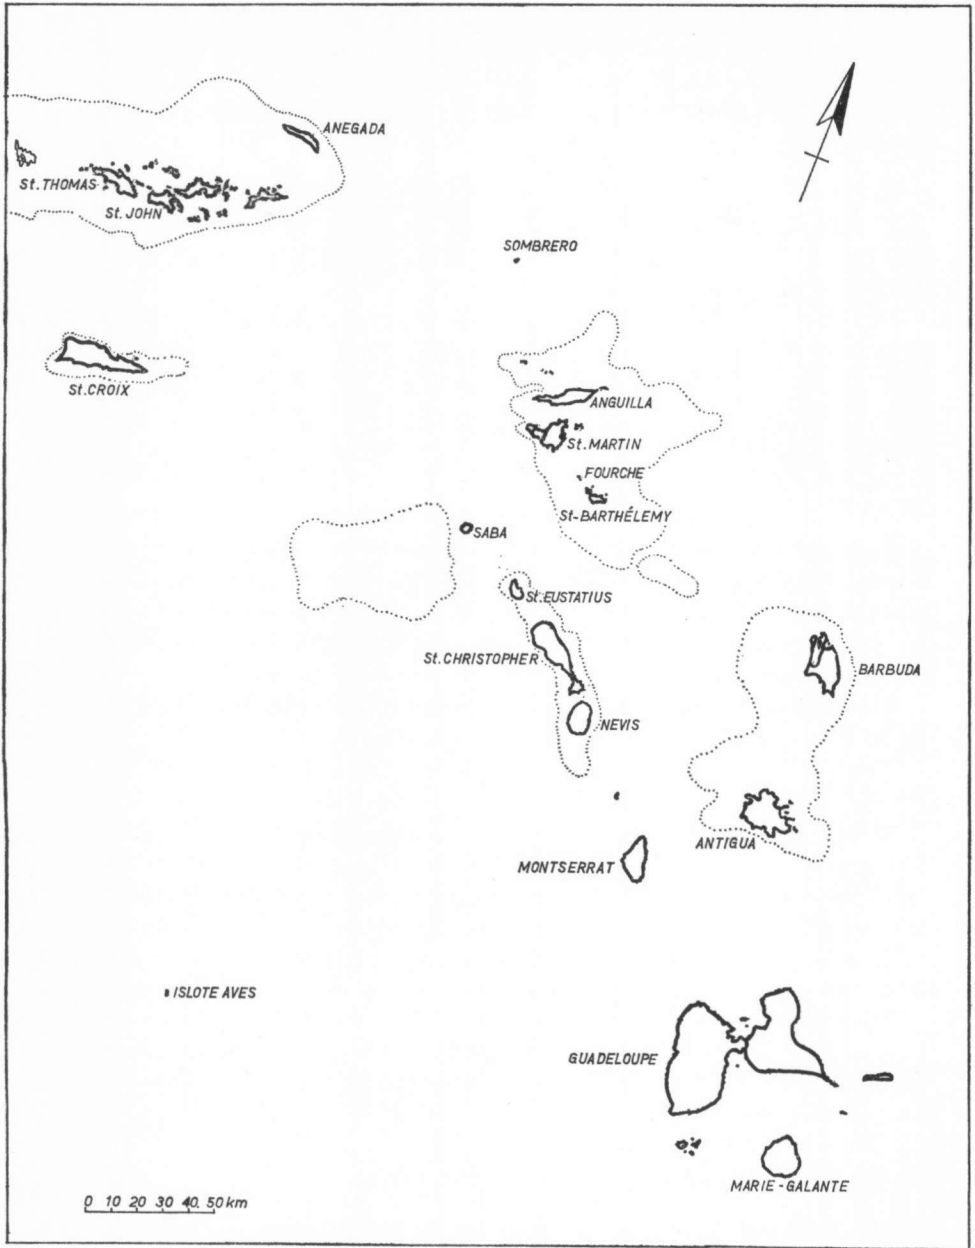 ANEGADA
St.THOMAS
St.JOHN
SOMBRERO
St.CROIX
ANGUILLA
St.MARTIN
FOURCHE
St-BARTHÉLEMY
SABA
St.EUSTATIUS
St.CHRISTOPHER
BARBUDA
NEVIS
ANTIGUA
MONTSERRAT
ISLOTE AVES
GUADELOUPE
MARIE-GALANTE
0 10 20 30 40. 50 km